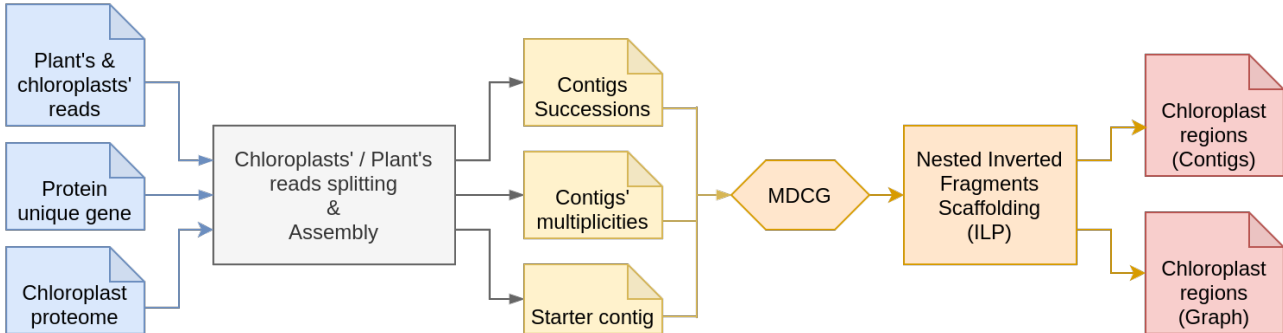 Plant's &
chloroplasts'
reads
Protein
unique gene
Chloroplast
proteome
Chloroplasts' / Plant's
reads splitting
&
Assembly
Contigs
Successions
Contigs'
multiplicities
Starter contig
MDCG
Nested Inverted
Fragments
Scaffolding
(ILP)
Chloroplast
regions
(Contigs)
Chloroplast
regions
(Graph)